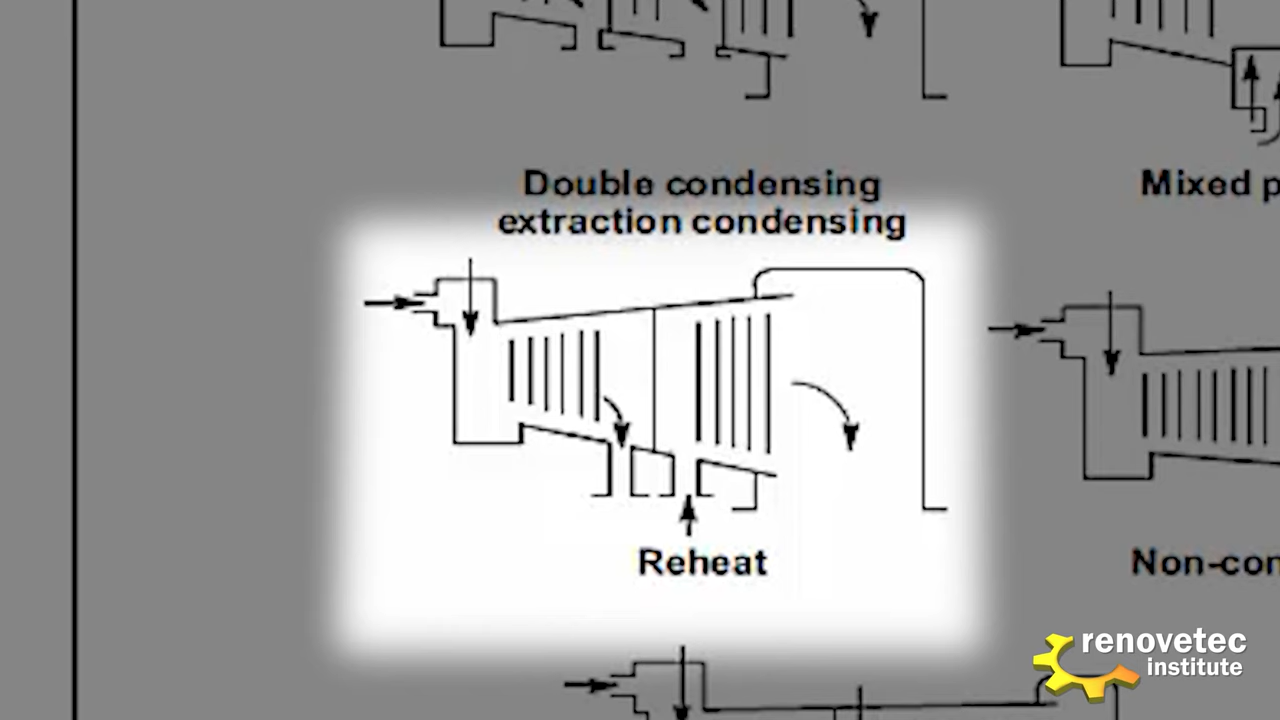 Double condensing
extraction condensing
Mixed p
Reheat
Non-con
renovetec
institute